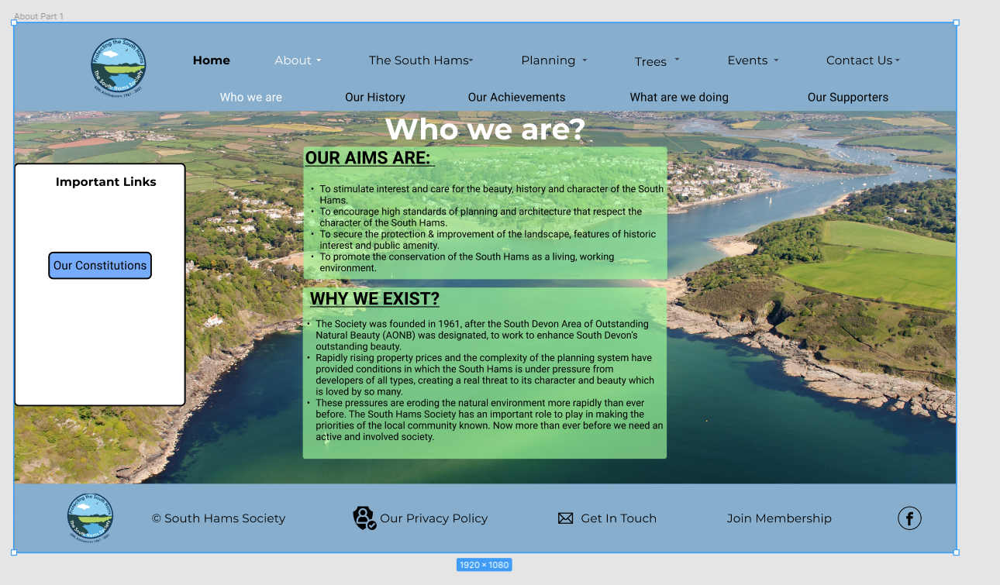 About Part 1
Protecting the South Hams
The South Hams Society
60th Anniversary 1961 - 2021
Home
About
The South Hams
Planning
Trees
Events
Contact Us
Who we are
Our History
Our Achievements
What are we doing
Our Supporters
Who we are?
Important Links
Our Constitutions
OUR AIMS ARE:
• To stimulate interest and care for the beauty, history and character of the South
Hams.
• To encourage high standards of planning and architecture that respect the
character of the South Hams.
• To secure the protection & improvement of the landscape, features of historic
interest and public amenity.
• To promote the conservation of the South Hams as a living, working
environment.
WHY WE EXIST?
• The Society was founded in 1961, after the South Devon Area of Outstanding
Natural Beauty (AONB) was designated, to work to enhance South Devon's
outstanding beauty.
• Rapidly rising property prices and the complexity of the planning system have
provided conditions in which the South Hams is under pressure from
developers of all types, creating a real threat to its character and beauty which
is loved by so many.
• These pressures are eroding the natural environment more rapidly than ever
before. The South Hams Society has an important role to play in making the
priorities of the local community known. Now more than ever before we need an
active and involved society.
Protecting the South Hams
The South Hams Society
60th Anniversary 1961 - 2021
© South Hams Society
Our Privacy Policy
Get In Touch
Join Membership
f
1920 × 1080